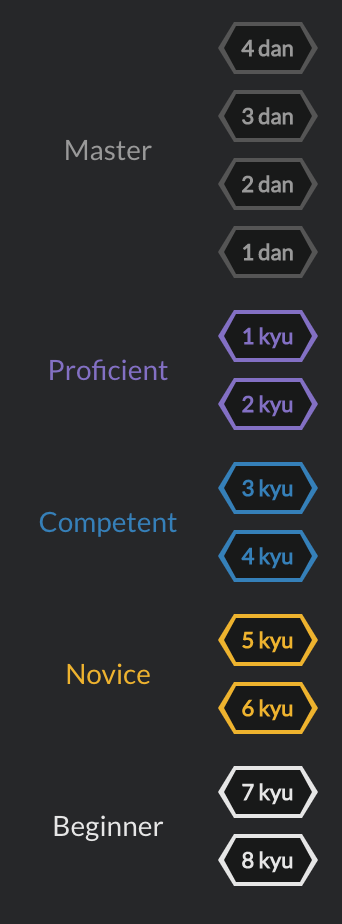 Master
4 dan
3 dan
2 dan
1 dan
Proficient
1 kyu
2 kyu
Competent
3 kyu
4 kyu
Novice
5 kyu
6 kyu
Beginner
7 kyu
8 kyu